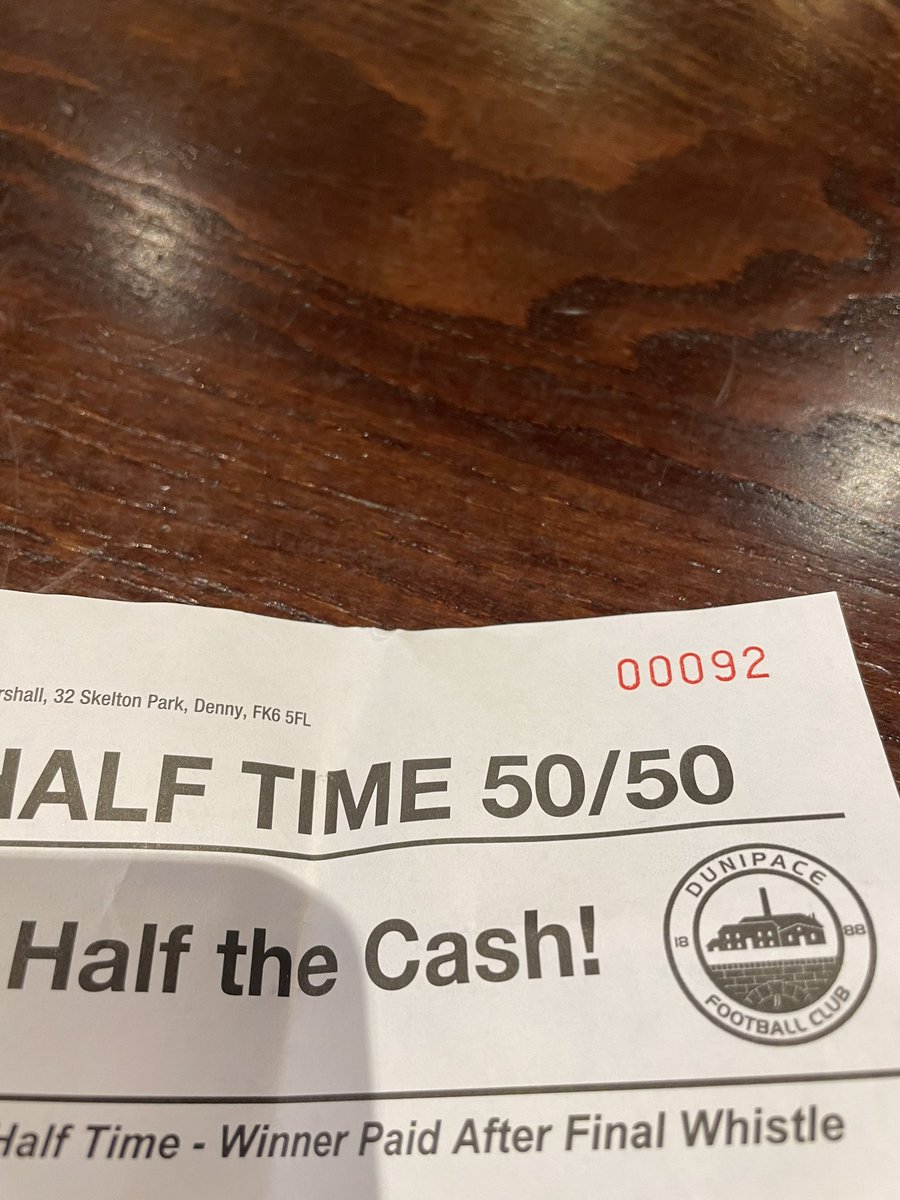 00092
32 Skelton Park, Denny, FK6 5FL
HALF TIME 50/50
Half the Cash!
DUNIPACE
18 88
FOOTBALL CLUB
Half Time - Winner Paid After Final Whistle